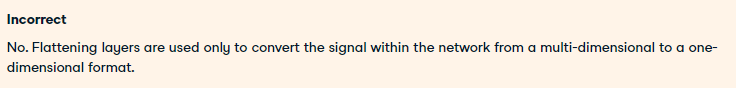 Incorrect
No. Flattening layers are used only to convert the signal within the network from a multi-dimensional to a one-
dimensional format.